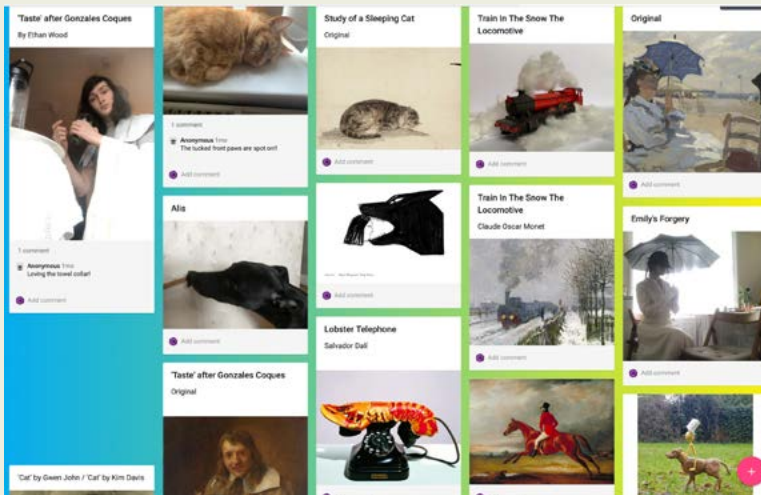 'Taste' after Gonzales Coques
By Ethan Wood
1 comment
Anonymous 1mo
Loving the towel collar!
Add comment
'Cat' by Gwen John / 'Cat' by Kim Davis
1 comment
Anonymous 1mo
The tucked front paws are spot on!!
Add comment
Alis
Add comment
'Taste' after Gonzales Coques
Original
Study of a Sleeping Cat
Original
Add comment
Add comment
Lobster Telephone
Salvador Dalí
Train In The Snow The
Locomotive
Add comment
Train In The Snow The
Locomotive
Claude Oscar Monet
Add comment
Original
Add comment
Emily's Forgery
Add comment